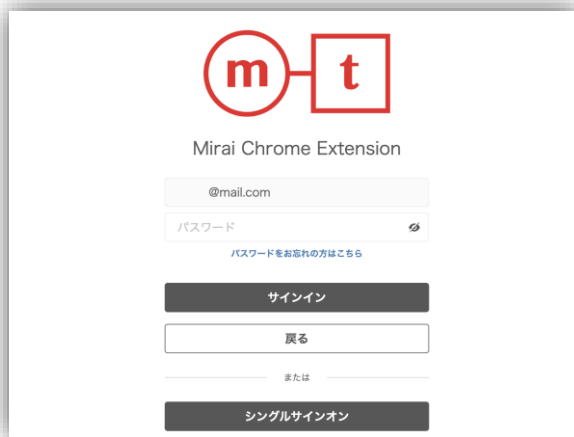 m t
Mirai Chrome Extension
@mail.com
パスワード
パスワードをお忘れの方はこちら
サインイン
戻る
または
シングルサインオン